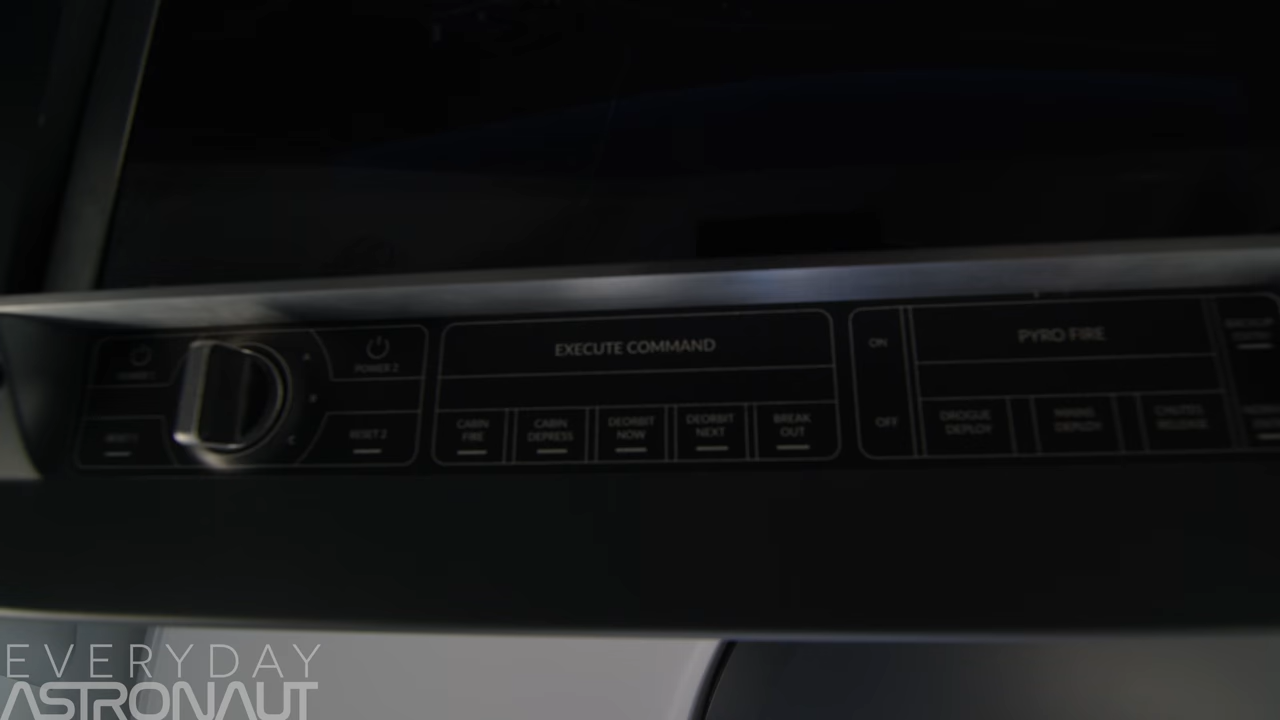 POWER 2
A
B
C
RESET 2
EXECUTE COMMAND
CABIN
FIRE
CABIN
DEPRESS
DEORBIT
NOW
DEORBIT
NEXT
BREAK
OUT
ON
OFF
PYRO FIRE
DROGUE
DEPLOY
MAINS
DEPLOY
CHUTES
RELEASE
EVERYDAY
ASTRONAUT